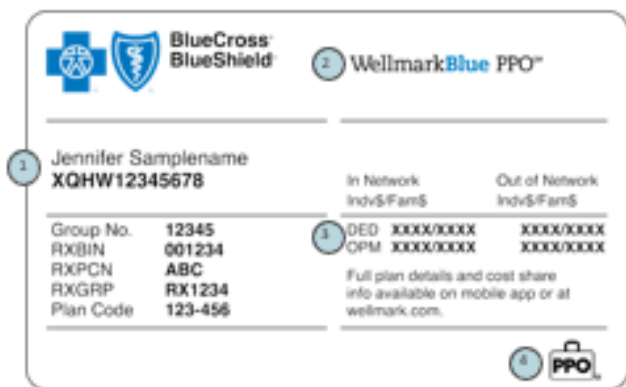 BlueCross
BlueShield
2 WellmarkBlue PPO℠
1
Jennifer Samplename
XQHW12345678
In Network Out of Network
Indv$/Fam$ Indv$/Fam$
Group No. 12345
RXBIN 001234
RXPCN ABC
RXGRP RX1234
Plan Code 123-456
3
DED XXXX/XXXX XXXX/XXXX
OPM XXXX/XXXX XXXX/XXXX
Full plan details and cost share
info available on mobile app or at
wellmark.com.
4 PPO